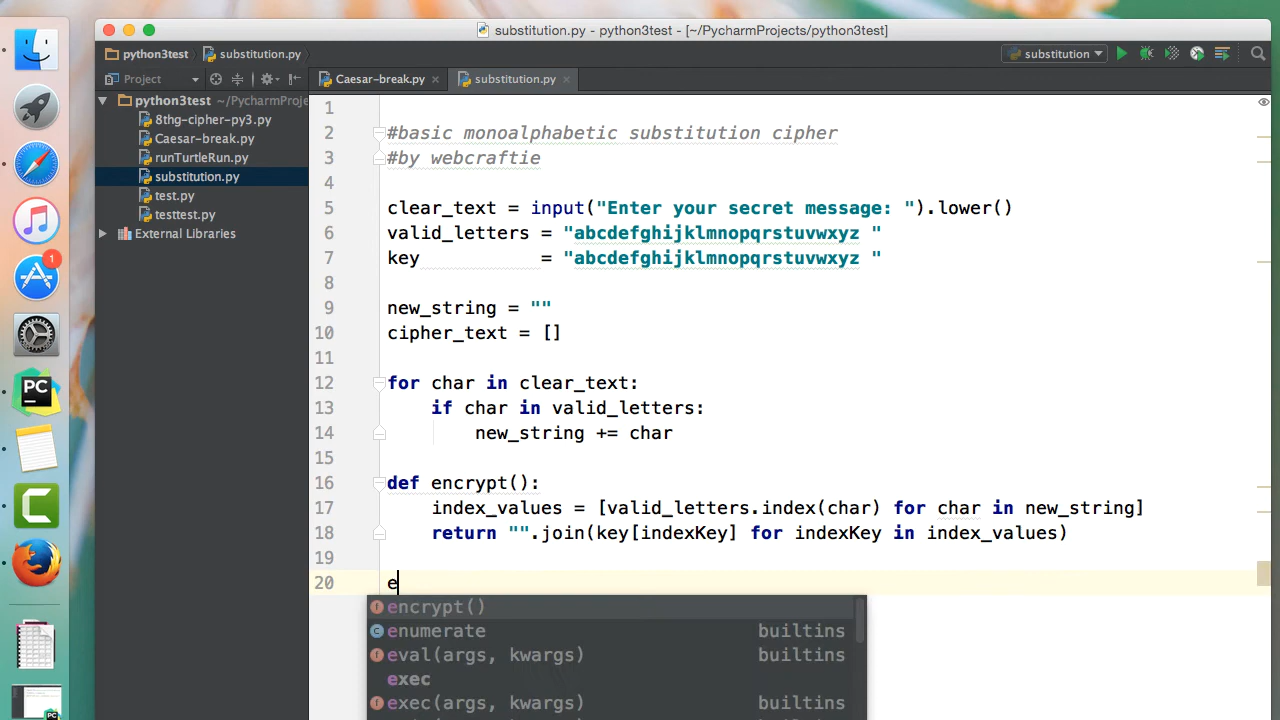 substitution.py - python3test - [~/PycharmProjects/python3test]
python3test substitution.py substitution
Project Caesar-break.py substitution.py
python3test ~/PycharmProje
8thg-cipher-py3.py
Caesar-break.py
runTurtleRun.py
substitution.py
test.py
testtest.py
External Libraries
1
2 #basic monoalphabetic substitution cipher
3 #by webcraftie
4
5 clear_text = input("Enter your secret message: ").lower()
6 valid_letters = "abcdefghijklmnopqrstuvwxyz "
7 key = "abcdefghijklmnopqrstuvwxyz "
8
9 new_string = ""
10 cipher_text = []
11
12 for char in clear_text:
13 if char in valid_letters:
14 new_string += char
15
16 def encrypt():
17 index_values = [valid_letters.index(char) for char in new_string]
18 return "".join(key[indexKey] for indexKey in index_values)
19
20 e
f encrypt()
C enumerate builtins
f eval(args, kwargs) builtins
exec
f exec(args, kwargs) builtins
1
PC
C
PC